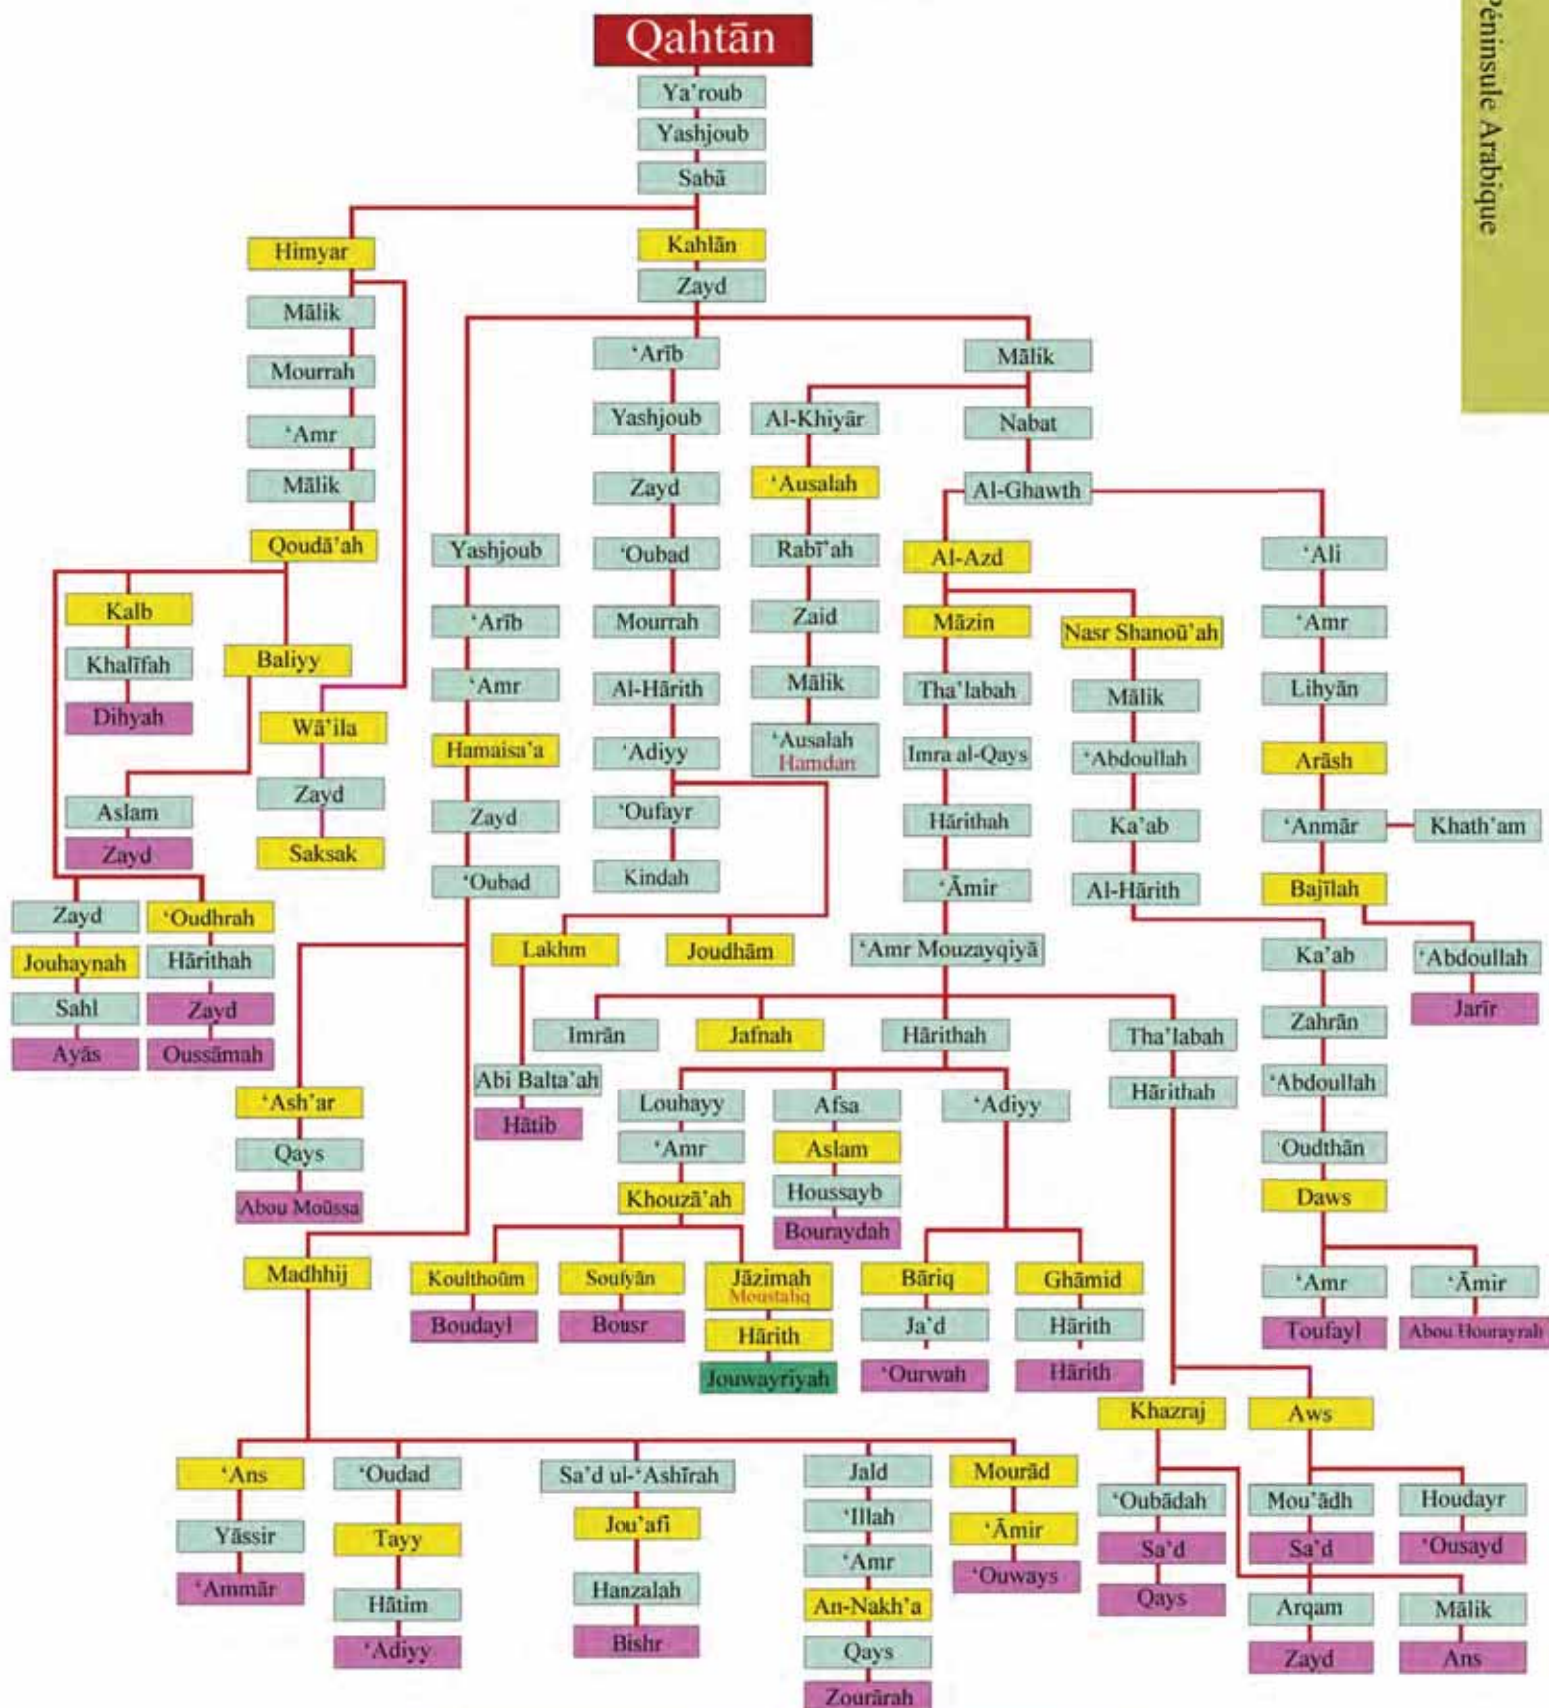 Qahtān
Péninsule Arabique
Ya'roub
Yashjoub
Sabā
Himyar
Kahlān
Zayd
Mālik
Mourrah
'Amr
Mālik
Qoudā'ah
Kalb
Khalīfah
Dihyah
Baliyy
Aslam
Zayd
Wā'ila
Zayd
Saksak
Zayd
Jouhaynah
Sahl
Ayās
'Oudhrah
Hārithah
Zayd
Oussāmah
Yashjoub
'Arīb
'Amr
Hamaisa'a
Zayd
'Oubad
'Ash'ar
Qays
Abou Moūssa
Madhhij
'Arīb
Yashjoub
Zayd
'Oubad
Mourrah
Al-Hārith
'Adiyy
'Oufayr
Kindah
Lakhm
Joudhām
Abi Balta'ah
Hātib
Mālik
Al-Khiyār
'Ausalah
Rabī'ah
Zaid
Mālik
'Ausalah
Hamdan
Nabat
Al-Ghawth
Al-Azd
Māzin
Tha'labah
Imra al-Qays
Hārithah
'Āmir
'Amr Mouzayqiyā
Nasr Shanoū'ah
Mālik
'Abdoullah
Ka'ab
Al-Hārith
'Ali
'Amr
Lihyān
Arāsh
'Anmār
Khath'am
Bajīlah
'Abdoullah
Jarīr
Ka'ab
Zahrān
'Abdoullah
'Oudthān
Daws
'Amr
Toufayl
'Āmir
Abou Hourayrah
Imrān
Jafnah
Hārithah
Tha'labah
Hārithah
Louhayy
'Amr
Khouzā'ah
Afsa
Aslam
Houssayb
Bouraydah
'Adiyy
Koulthoūm
Boudayl
Soufyān
Bousr
Jāzimah
Moustaliq
Hārith
Jouwayriyah
Bāriq
Ja'd
'Ourwah
Ghāmid
Hārith
Hārith
Khazraj
Aws
'Ans
Yāssir
'Ammār
'Oudad
Tayy
Hātim
'Adiyy
Sa'd ul-'Ashīrah
Jou'afi
Hanzalah
Bishr
Jald
'Illah
'Amr
An-Nakh'a
Qays
Zourārah
Mourād
'Āmir
'Ouways
'Oubādah
Sa'd
Qays
Mou'ādh
Sa'd
Houdayr
'Ousayd
Arqam
Zayd
Mālik
Ans